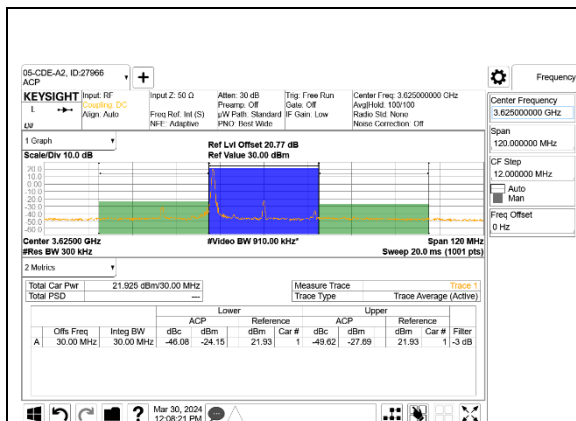 05-CDE-A2, ID:27966
ACP
Frequency
KEYSIGHT
Input: RF
Coupling: DC
Align: Auto
Input Z: 50 Ω
Freq Ref: Int (S)
NFE: Adaptive
Atten: 30 dB
Preamp: Off
µW Path: Standard
PNO: Best Wide
Trig: Free Run
Gate: Off
IF Gain: Low
Center Freq: 3.625000000 GHz
Avg|Hold: 100/100
Radio Std: None
Noise Correction: Off
L
Center Frequency
3.625000000 GHz
Span
120.000000 MHz
CF Step
12.000000 MHz
Auto
Man
Freq Offset
0 Hz
1 Graph
Scale/Div 10.0 dB
Ref Lvl Offset 20.77 dB
Ref Value 30.00 dBm
20.0
10.0
0.00
-10.0
-20.0
-30.0
-40.0
-50.0
-60.0
Center 3.62500 GHz
#Video BW 910.00 kHz*
Span 120 MHz
#Res BW 300 kHz
Sweep 20.0 ms (1001 pts)
2 Metrics
Total Car Pwr 21.925 dBm/30.00 MHz
Total PSD ---
Measure Trace Trace 1
Trace Type Trace Average (Active)
Lower Upper
ACP Reference ACP Reference
Offs Freq Integ BW dBc dBm dBm Car # dBc dBm dBm Car # Filter
A 30.00 MHz 30.00 MHz -46.08 -24.15 21.93 1 -49.62 -27.69 21.93 1 -3 dB
Mar 30, 2024
12:08:21 PM